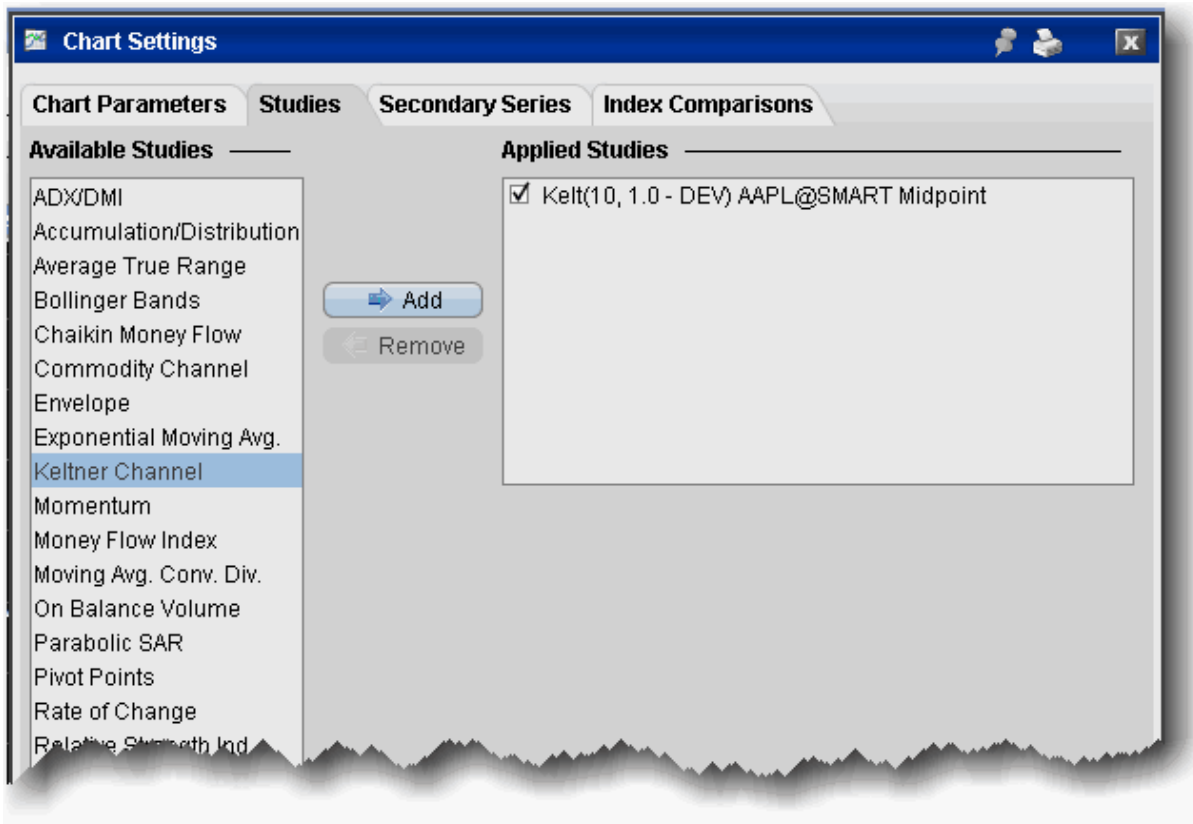 Chart Settings
Chart Parameters Studies Secondary Series Index Comparisons
Available Studies
Applied Studies
ADX/DMI
Accumulation/Distribution
Average True Range
Bollinger Bands
Chaikin Money Flow
Commodity Channel
Envelope
Exponential Moving Avg.
Keltner Channel
Momentum
Money Flow Index
Moving Avg. Conv. Div.
On Balance Volume
Parabolic SAR
Pivot Points
Rate of Change
Relative Strength Ind
Add
Remove
Kelt(10, 1.0 - DEV) AAPL@SMART Midpoint